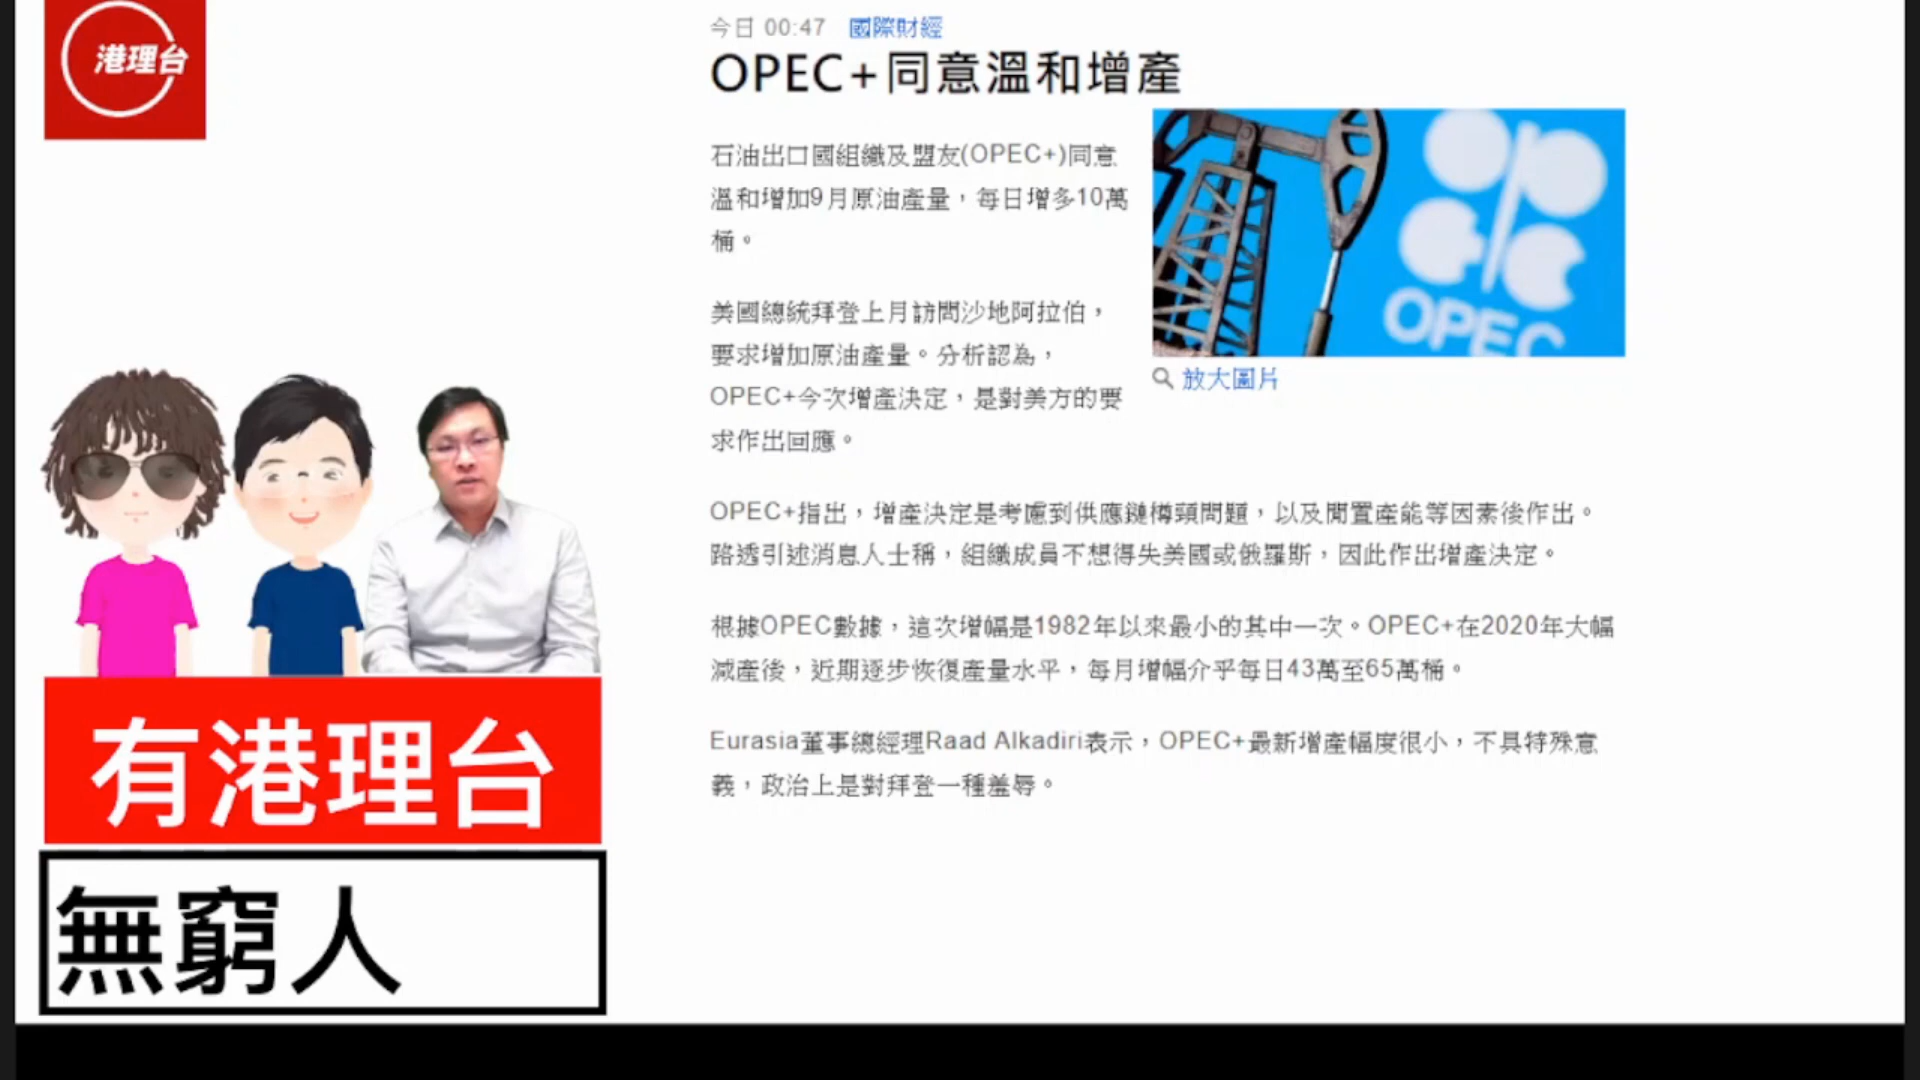 港理台
今日 00:47 國際財經
OPEC+同意溫和增產
石油出口國組織及盟友(OPEC+)同意
溫和增加9月原油產量，每日增多10萬
桶。
美國總統拜登上月訪問沙地阿拉伯，
要求增加原油產量。分析認為，
OPEC+今次增產決定，是對美方的要
求作出回應。
OPEC
放大圖片
OPEC+指出，增產決定是考慮到供應鏈樽頸問題，以及閒置產能等因素後作出。
路透引述消息人士稱，組織成員不想得失美國或俄羅斯，因此作出增產決定。
根據OPEC數據，這次增幅是1982年以來最小的其中一次。OPEC+在2020年大幅
減產後，近期逐步恢復產量水平，每月增幅介乎每日43萬至65萬桶。
Eurasia董事總經理Raad Alkadiri表示，OPEC+最新增產幅度很小，不具特殊意
義，政治上是對拜登一種羞辱。
有港理台
無窮人